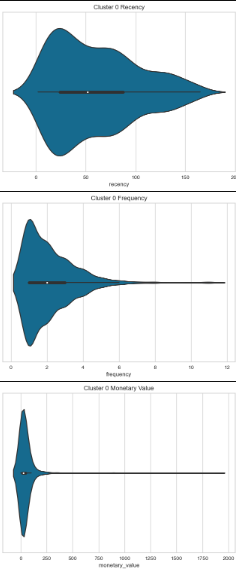 Cluster 0 Recency
0 50 100 150 200
recency
Cluster 0 Frequency
0 2 4 6 8 10 12
frequency
Cluster 0 Monetary Value
0 250 500 750 1000 1250 1500 1750 2000
monetary_value